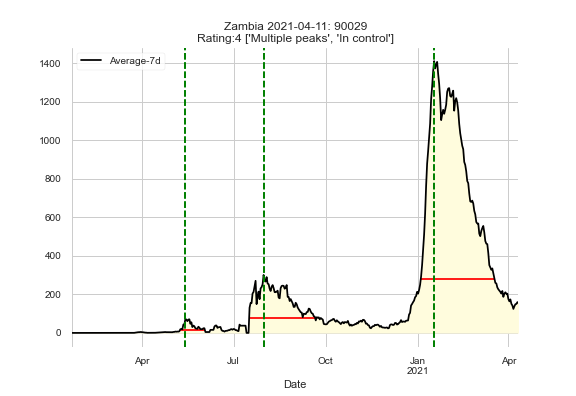 Zambia 2021-04-11: 90029
Rating:4 ['Multiple peaks', 'In control']
Average-7d
1400
1200
1000
800
600
400
200
0
Apr
Jul
Oct
Jan
2021
Apr
Date